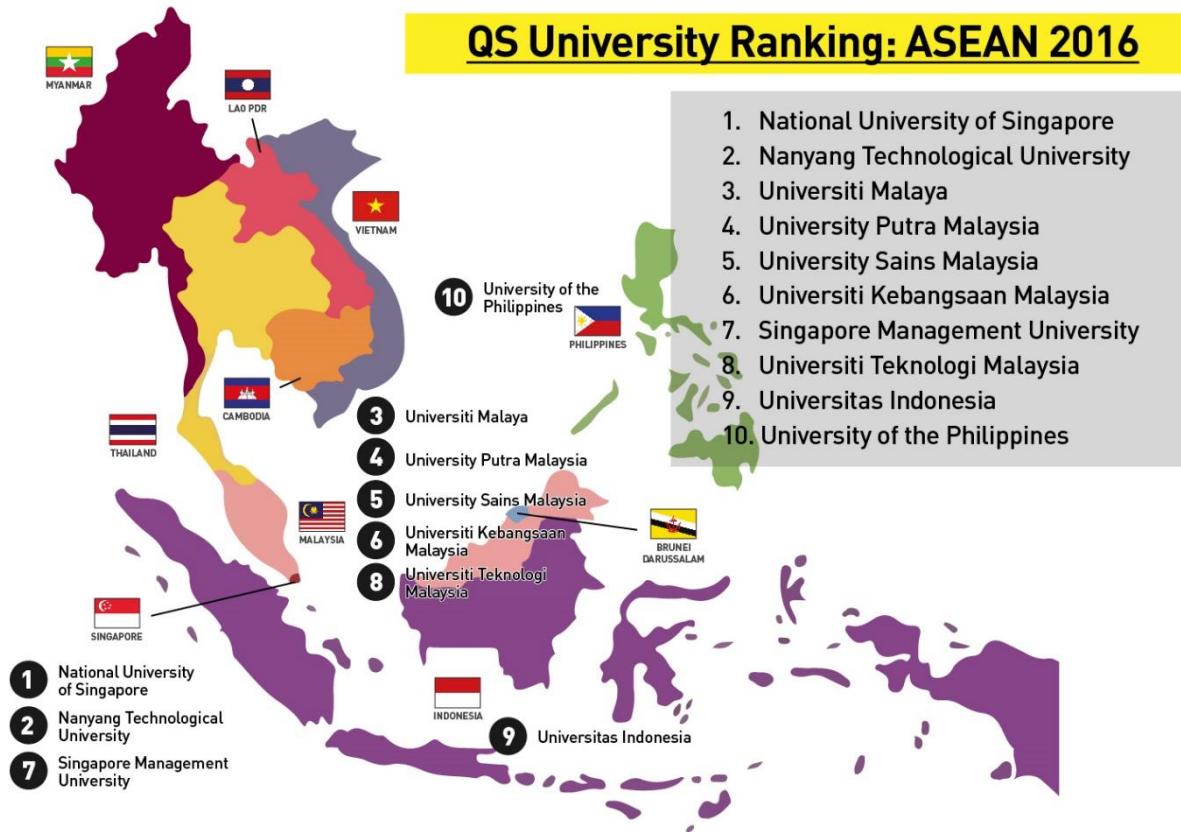 QS University Ranking: ASEAN 2016
MYANMAR
LAO PDR
VIETNAM
1. National University of Singapore
2. Nanyang Technological University
3. Universiti Malaya
4. University Putra Malaysia
5. University Sains Malaysia
6. Universiti Kebangsaan Malaysia
7. Singapore Management University
8. Universiti Teknologi Malaysia
9. Universitas Indonesia
10. University of the Philippines
10 University of the
Philippines
PHILIPPINES
CAMBODIA
THAILAND
3 Universiti Malaya
4 University Putra Malaysia
5 University Sains Malaysia
6 Universiti Kebangsaan
Malaysia
8 Universiti Teknologi
Malaysia
MALAYSIA
BRUNEI
DARUSSALAM
SINGAPORE
1 National University
of Singapore
2 Nanyang Technological
University
7 Singapore Management
University
INDONESIA
9 Universitas Indonesia